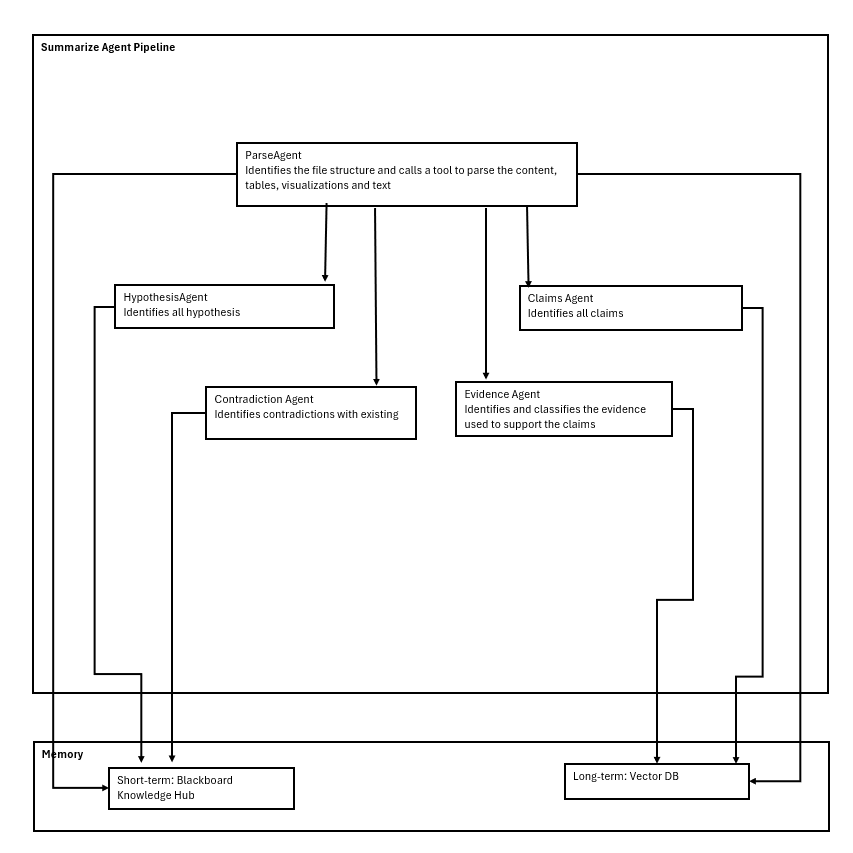 Summarize Agent Pipeline
ParseAgent
Identifies the file structure and calls a tool to parse the content,
tables, visualizations and text
HypothesisAgent
Identifies all hypothesis
Claims Agent
Identifies all claims
Contradiction Agent
Identifies contradictions with existing
Evidence Agent
Identifies and classifies the evidence
used to support the claims
Memory
Short-term: Blackboard
Knowledge Hub
Long-term: Vector DB